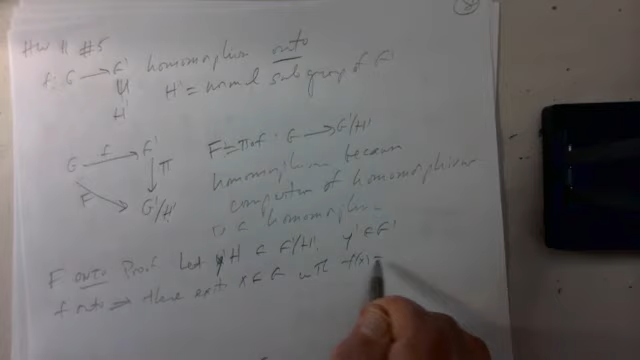 HW 11 #5
f: G → G' homomorphism onto
H' = normal subgroup of G'
H'
G f→ G'
↓ π
F
G'/H'
F = π∘f : G → G'/H'
homomorphism because
composition of homomorphisms
is a homomorphism
F onto Proof Let y'H' ∈ G'/H'. y' ∈ G'
f onto ⇒ there exists x ∈ G with f(x) =